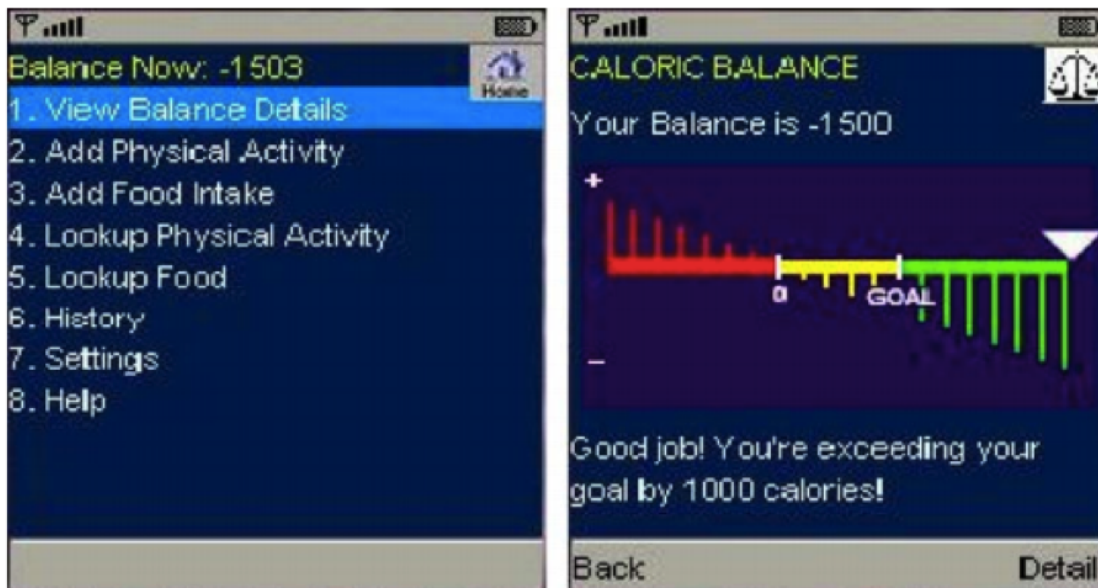 Balance Now: -1503
Home
1. View Balance Details
2. Add Physical Activity
3. Add Food Intake
4. Lookup Physical Activity
5. Lookup Food
6. History
7. Settings
8. Help
CALORIC BALANCE
Your Balance is -1500
+
0 GOAL
–
Good job! You're exceeding your
goal by 1000 calories!
Back Detail